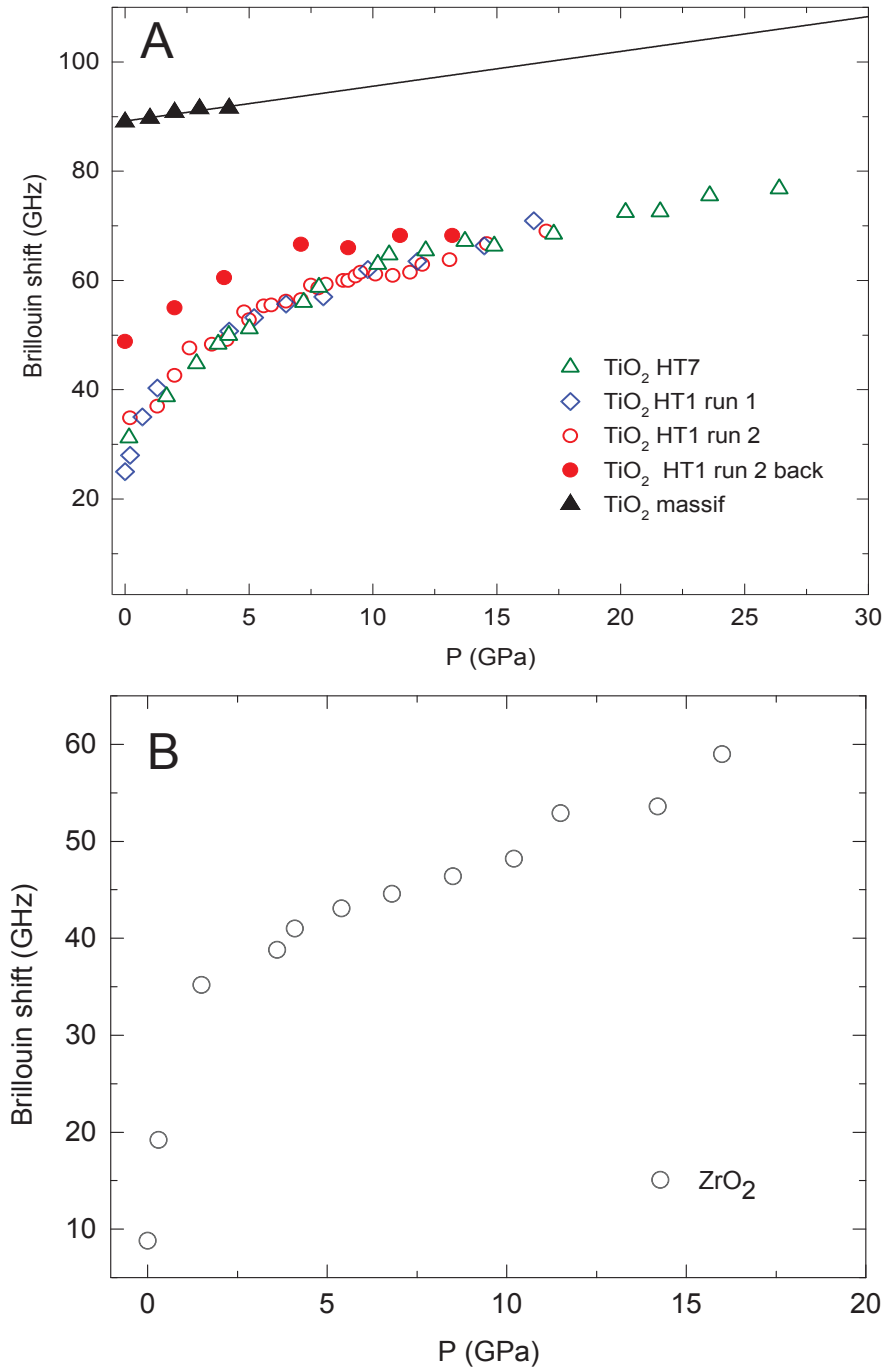 A
100
80
60
40
20
Brillouin shift (GHz)
TiO2 HT7
TiO2 HT1 run 1
TiO2 HT1 run 2
TiO2 HT1 run 2 back
TiO2 massif
0 5 10 15 20 25 30
P (GPa)
B
60
50
40
30
20
10
Brillouin shift (GHz)
ZrO2
0 5 10 15 20
P (GPa)